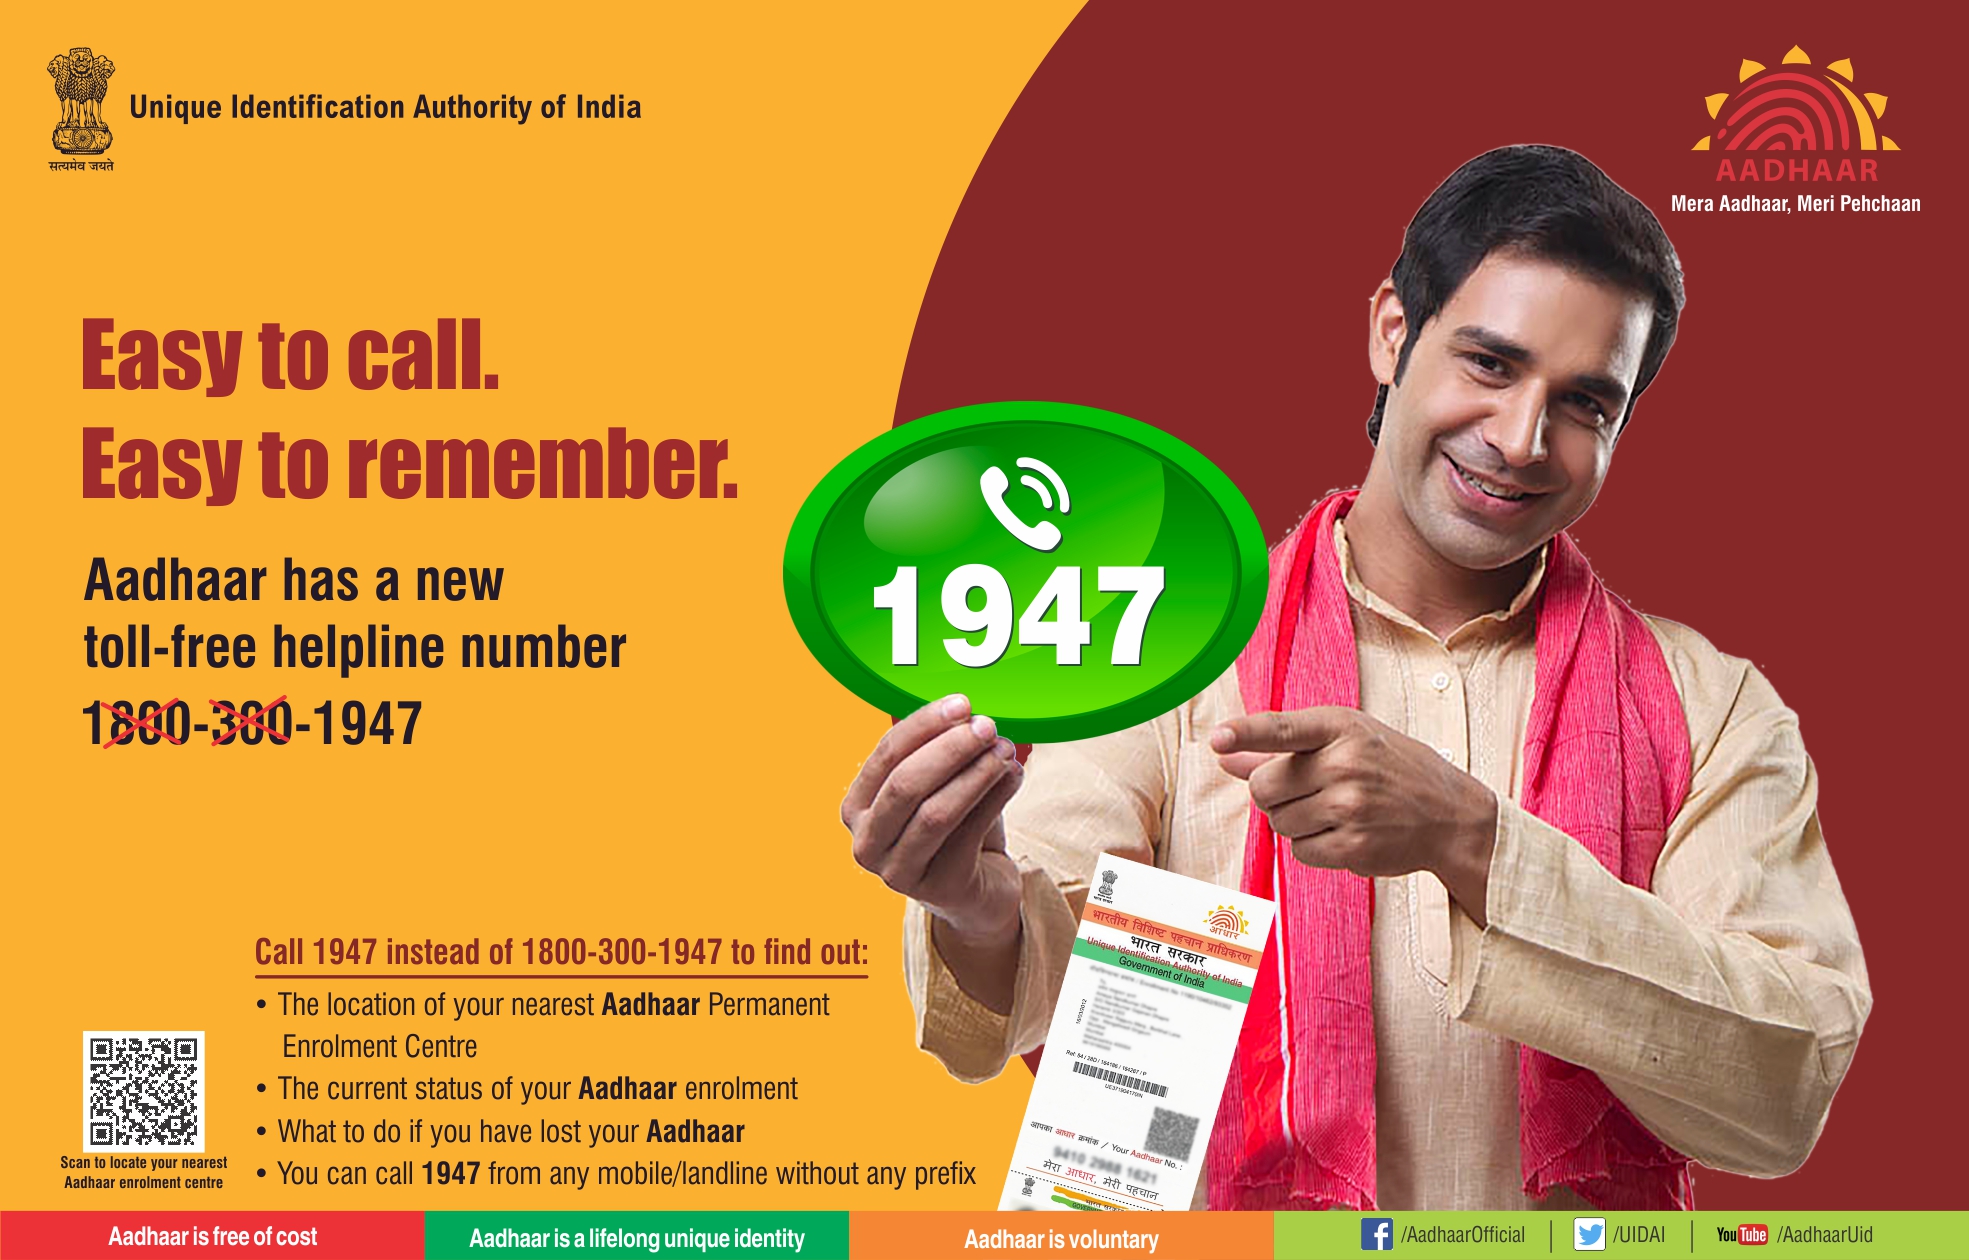 सत्यमेव जयते
Unique Identification Authority of India
AADHAAR
Mera Aadhaar, Meri Pehchaan
Easy to call.
Easy to remember.
Aadhaar has a new
toll-free helpline number
1800-300-1947
1947
Call 1947 instead of 1800-300-1947 to find out:
• The location of your nearest Aadhaar Permanent
Enrolment Centre
• The current status of your Aadhaar enrolment
• What to do if you have lost your Aadhaar
• You can call 1947 from any mobile/landline without any prefix
Scan to locate your nearest
Aadhaar enrolment centre
आधार
भारतीय विशिष्ट पहचान प्राधिकरण
भारत सरकार
Unique Identification Authority of India
Government of India
आपका आधार क्रमांक / Your Aadhaar No. :
मेरा आधार, मेरी पहचान
Aadhaar is free of cost
Aadhaar is a lifelong unique identity
Aadhaar is voluntary
/AadhaarOfficial
/UIDAI
YouTube /AadhaarUid